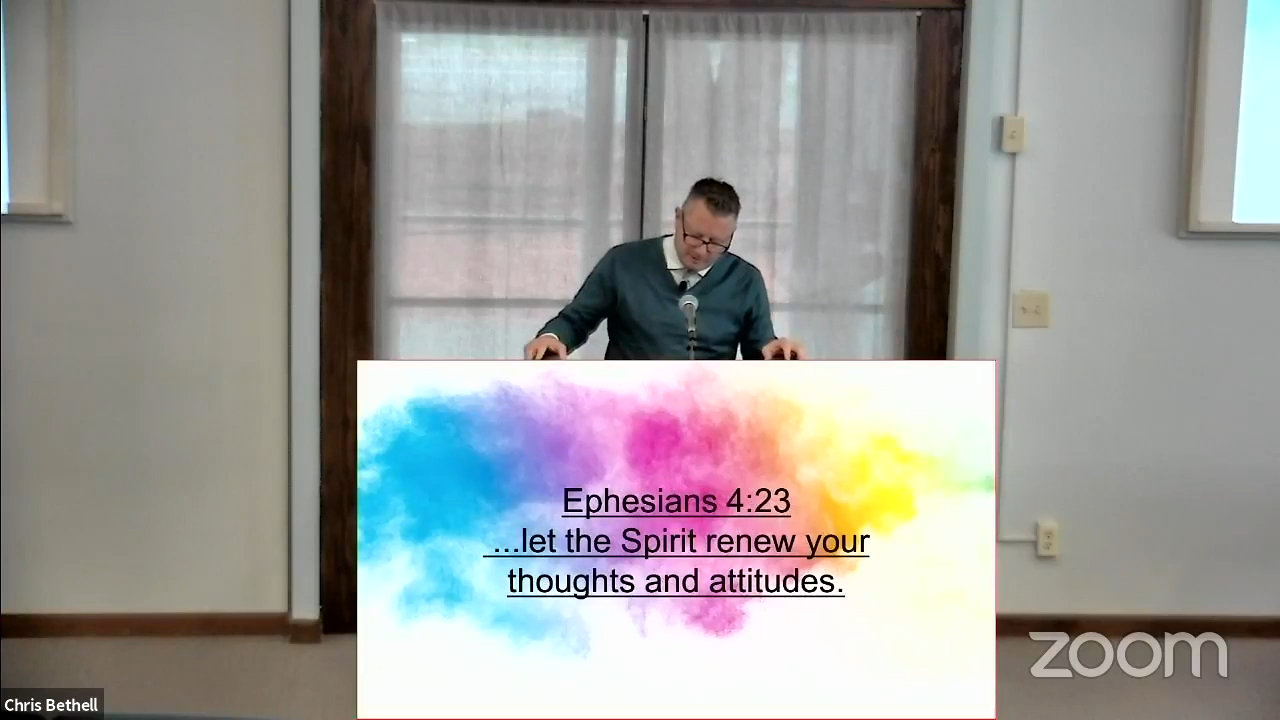 Ephesians 4:23
...let the Spirit renew your
thoughts and attitudes.
zoom
Chris Bethell